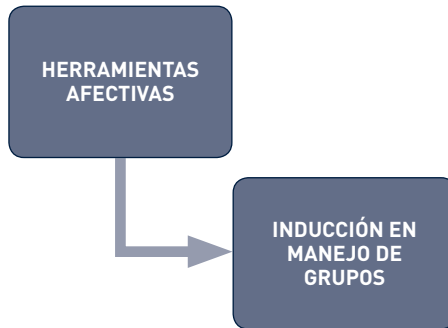 HERRAMIENTAS
AFECTIVAS
INDUCCIÓN EN
MANEJO DE
GRUPOS